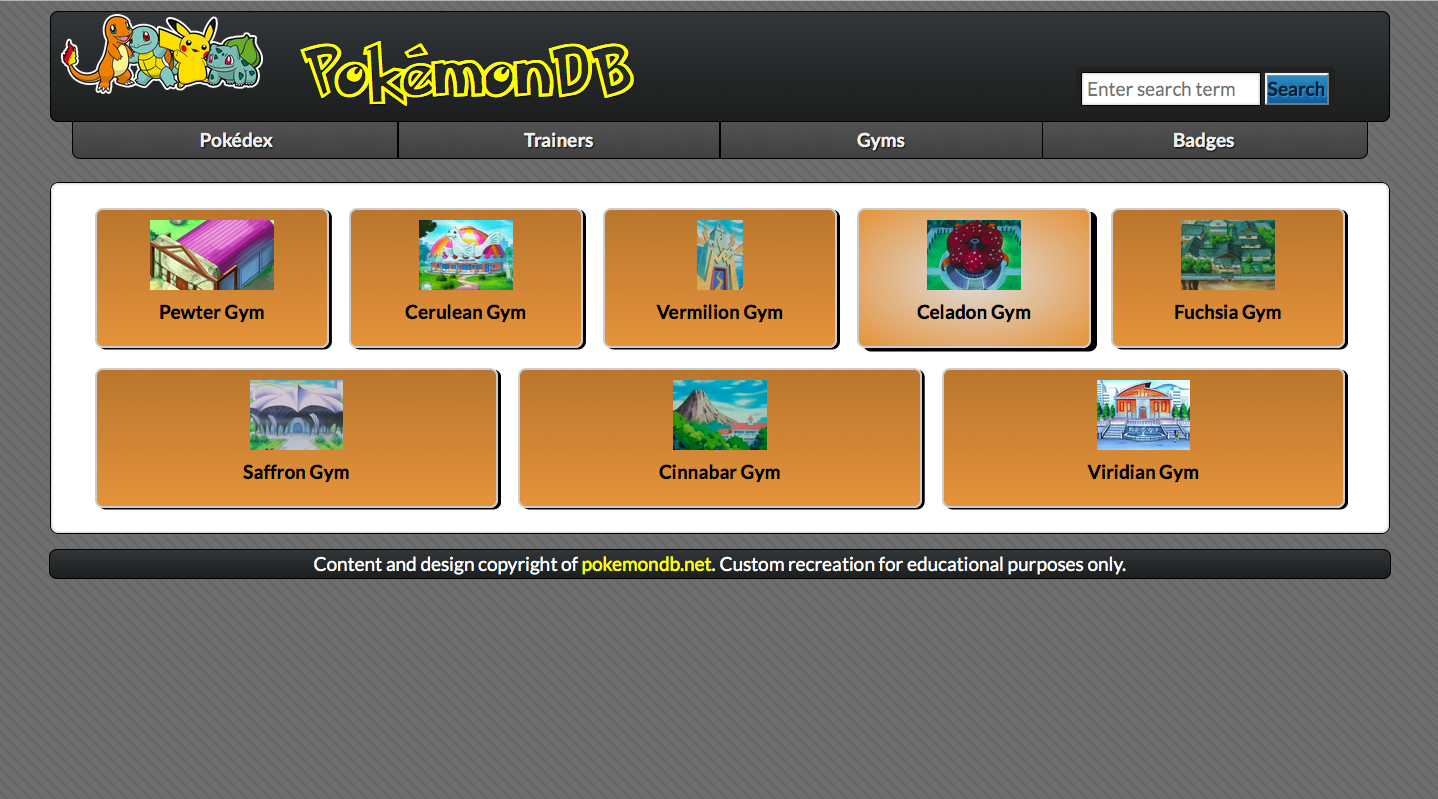 PokémonDB
Enter search term
Search
Pokédex
Trainers
Gyms
Badges
Pewter Gym
Cerulean Gym
Vermilion Gym
Celadon Gym
Fuchsia Gym
Saffron Gym
Cinnabar Gym
Viridian Gym
Content and design copyright of pokemondb.net. Custom recreation for educational purposes only.